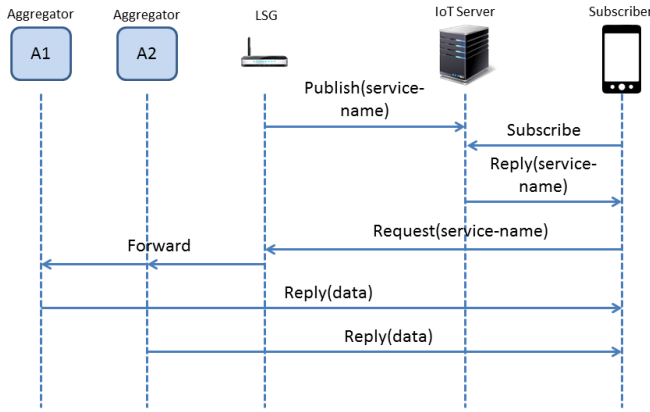 Aggregator
Aggregator
LSG
IoT Server
Subscriber
A1
A2
Publish(service-
name)
Subscribe
Reply(service-
name)
Request(service-name)
Forward
Reply(data)
Reply(data)